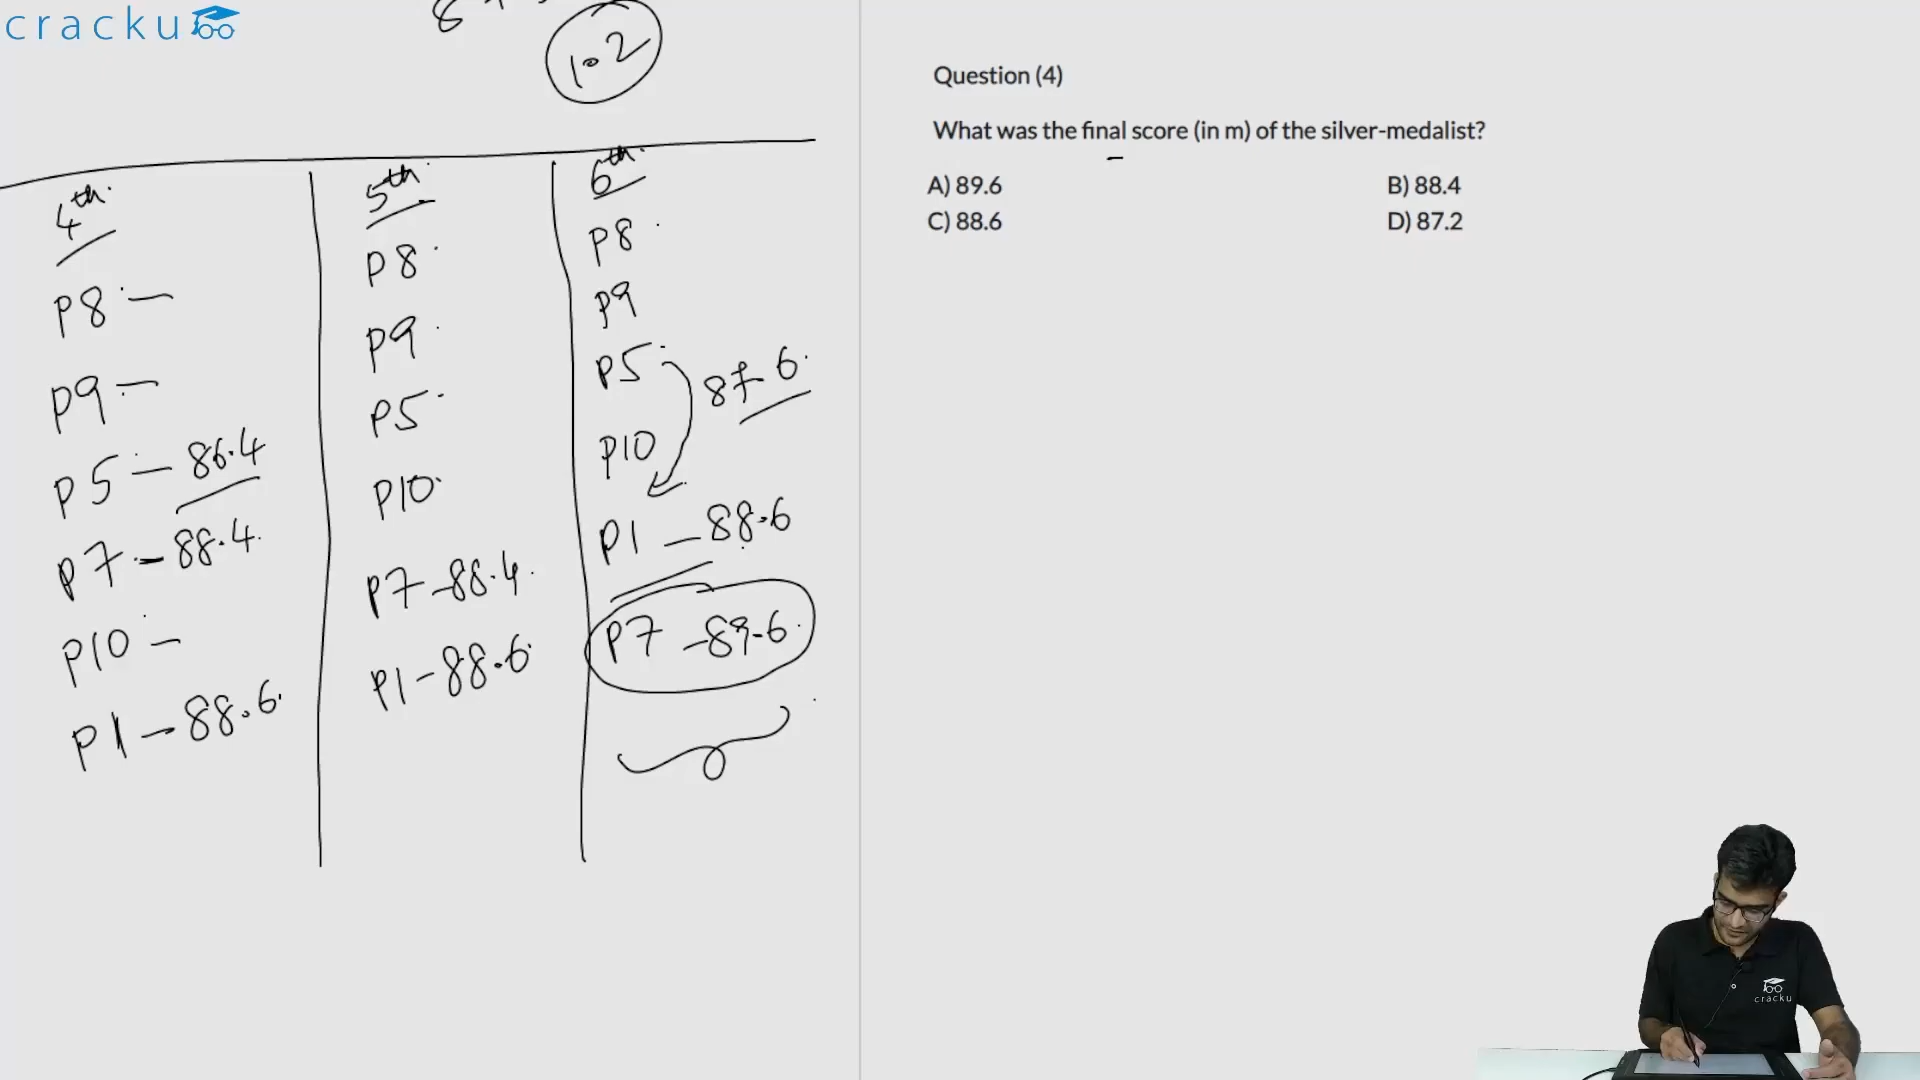 cracku
10.2
4th
P8 -
P9 -
P5 - 86.4
P7 - 88.4
P10 -
P1 - 88.6
5th
P8
P9
P5
P10
P7 - 88.4
P1 - 88.6
6th
P8
P9
P5
87.6
P10
P1 - 88.6
P7 - 89.6
Question (4)
What was the final score (in m) of the silver-medalist?
A) 89.6
B) 88.4
C) 88.6
D) 87.2
cracku